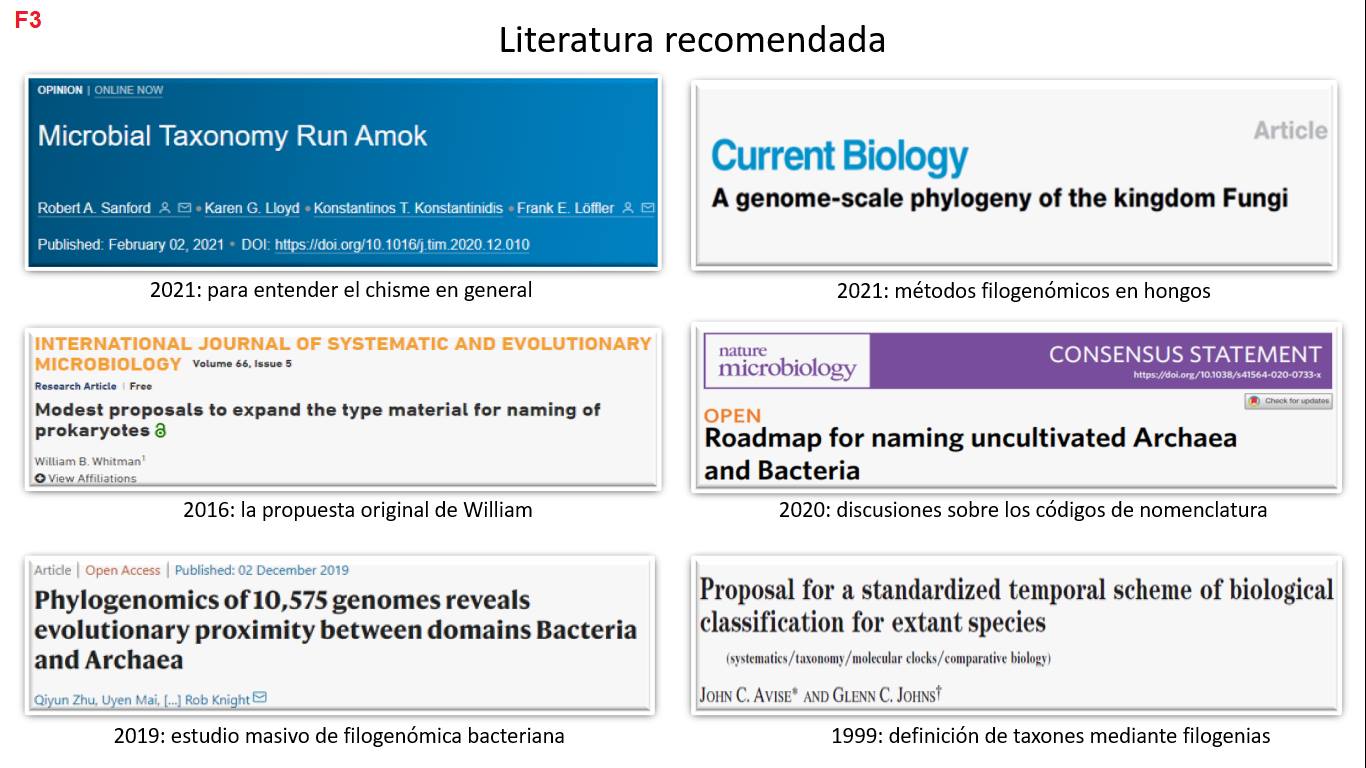 F3
Literatura recomendada
OPINION | ONLINE NOW
Microbial Taxonomy Run Amok
Robert A. Sanford • Karen G. Lloyd • Konstantinos T. Konstantinidis • Frank E. Löffler
Published: February 02, 2021 • DOI: https://doi.org/10.1016/j.tim.2020.12.010
2021: para entender el chisme en general
Article
Current Biology
A genome-scale phylogeny of the kingdom Fungi
2021: métodos filogenómicos en hongos
INTERNATIONAL JOURNAL OF SYSTEMATIC AND EVOLUTIONARY
MICROBIOLOGY Volume 66, Issue 5
Research Article | Free
Modest proposals to expand the type material for naming of
prokaryotes
William B. Whitman¹
View Affiliations
2016: la propuesta original de William
nature
microbiology
CONSENSUS STATEMENT
https://doi.org/10.1038/s41564-020-0733-x
Check for updates
OPEN
Roadmap for naming uncultivated Archaea
and Bacteria
2020: discusiones sobre los códigos de nomenclatura
Article | Open Access | Published: 02 December 2019
Phylogenomics of 10,575 genomes reveals
evolutionary proximity between domains Bacteria
and Archaea
Qiyun Zhu, Uyen Mai, [...] Rob Knight
2019: estudio masivo de filogenómica bacteriana
Proposal for a standardized temporal scheme of biological
classification for extant species
(systematics/taxonomy/molecular clocks/comparative biology)
JOHN C. AVISE* AND GLENN C. JOHNS†
1999: definición de taxones mediante filogenias